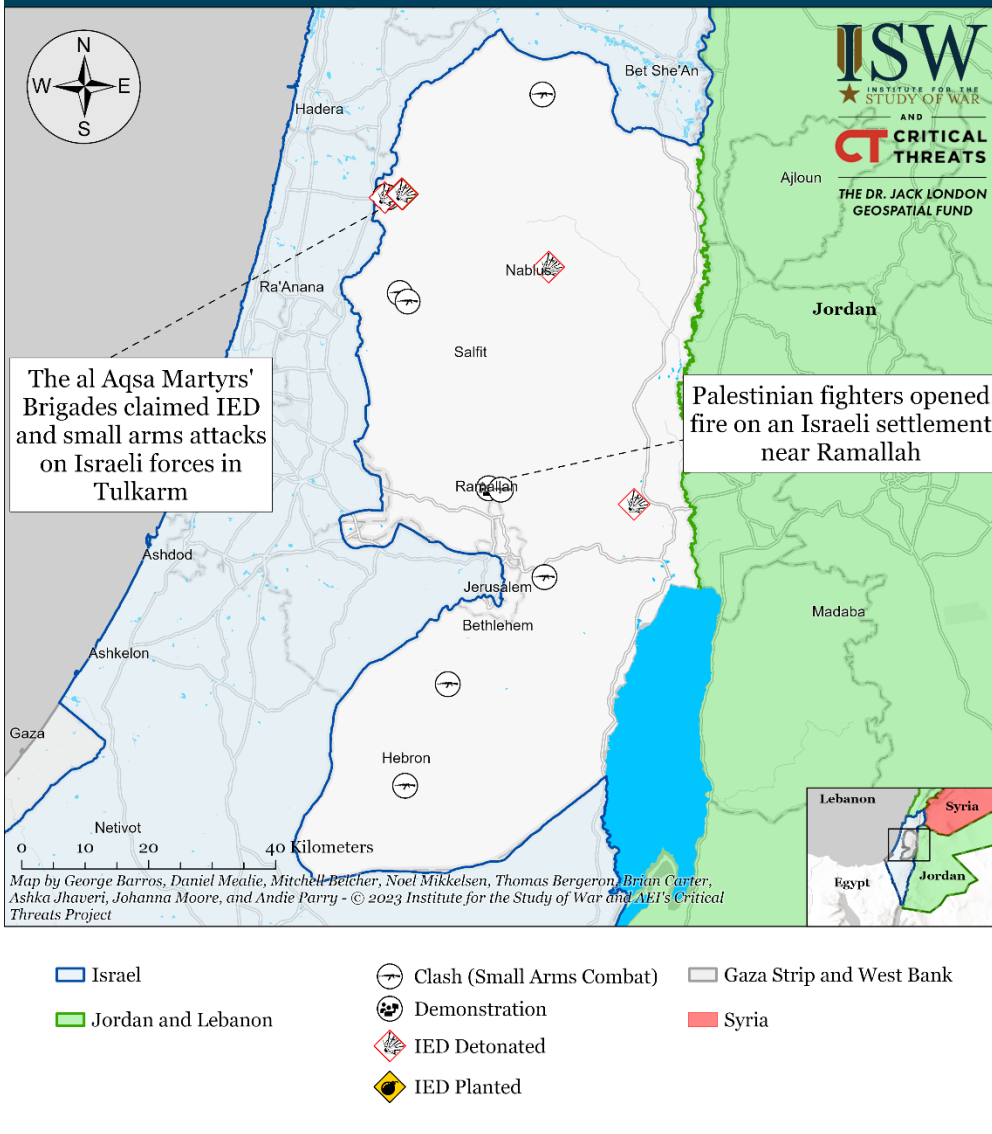 N
W
E
S
ISW
INSTITUTE FOR THE
STUDY OF WAR
AND
CT CRITICAL
THREATS
THE DR. JACK LONDON
GEOSPATIAL FUND
Bet She'An
Hadera
Ajloun
Nablus
Ra'Anana
Jordan
Salfit
The al Aqsa Martyrs'
Brigades claimed IED
and small arms attacks
on Israeli forces in
Tulkarm
Palestinian fighters opened
fire on an Israeli settlement
near Ramallah
Ramallah
Ashdod
Jerusalem
Madaba
Bethlehem
Ashkelon
Gaza
Hebron
Netivot
0 10 20 40 Kilometers
Lebanon
Syria
Egypt
Jordan
Map by George Barros, Daniel Mealie, Mitchell Belcher, Noel Mikkelsen, Thomas Bergeron, Brian Carter,
Ashka Jhaveri, Johanna Moore, and Andie Parry - © 2023 Institute for the Study of War and AEI's Critical
Threats Project
Israel
Jordan and Lebanon
Clash (Small Arms Combat)
Demonstration
IED Detonated
IED Planted
Gaza Strip and West Bank
Syria